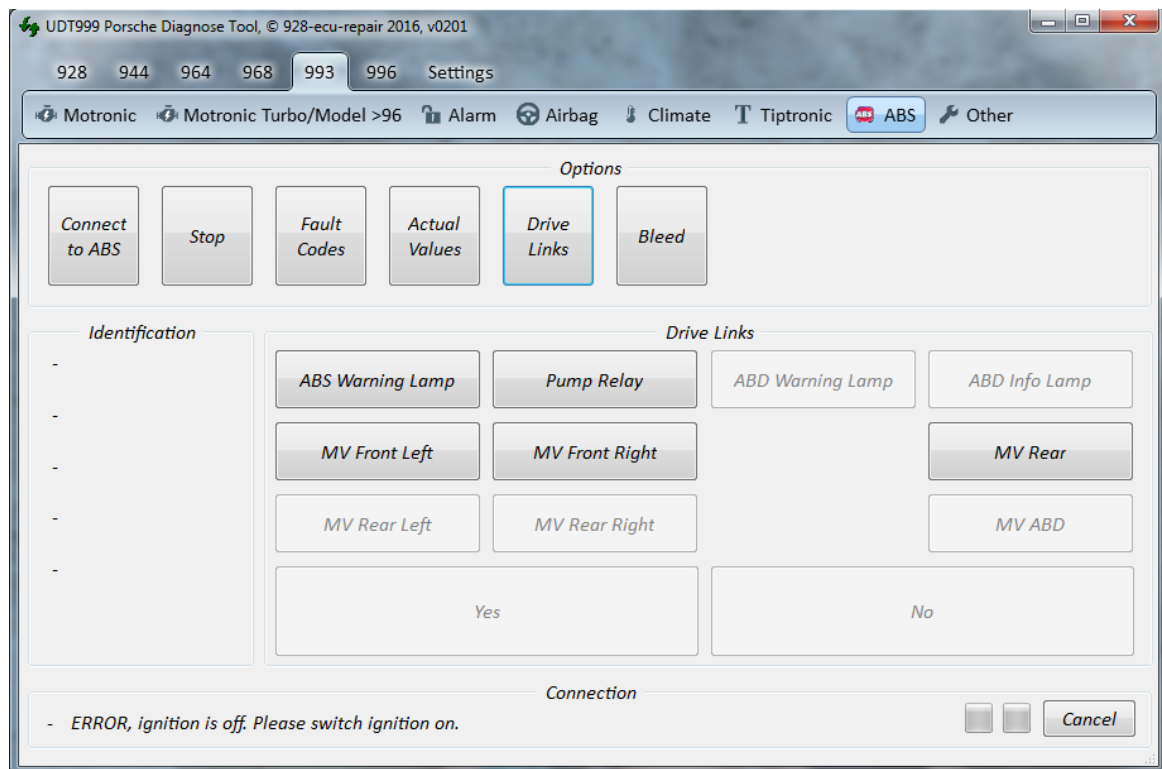 UDT999 Porsche Diagnose Tool, © 928-ecu-repair 2016, v0201
928 944 964 968 993 996 Settings
Motronic Motronic Turbo/Model >96 Alarm Airbag Climate T Tiptronic ABS ABS Other
Options
Connect
to ABS
Stop
Fault
Codes
Actual
Values
Drive
Links
Bleed
Identification
-
-
-
-
-
Drive Links
ABS Warning Lamp Pump Relay ABD Warning Lamp ABD Info Lamp
MV Front Left MV Front Right MV Rear
MV Rear Left MV Rear Right MV ABD
Yes No
Connection
- ERROR, ignition is off. Please switch ignition on. Cancel